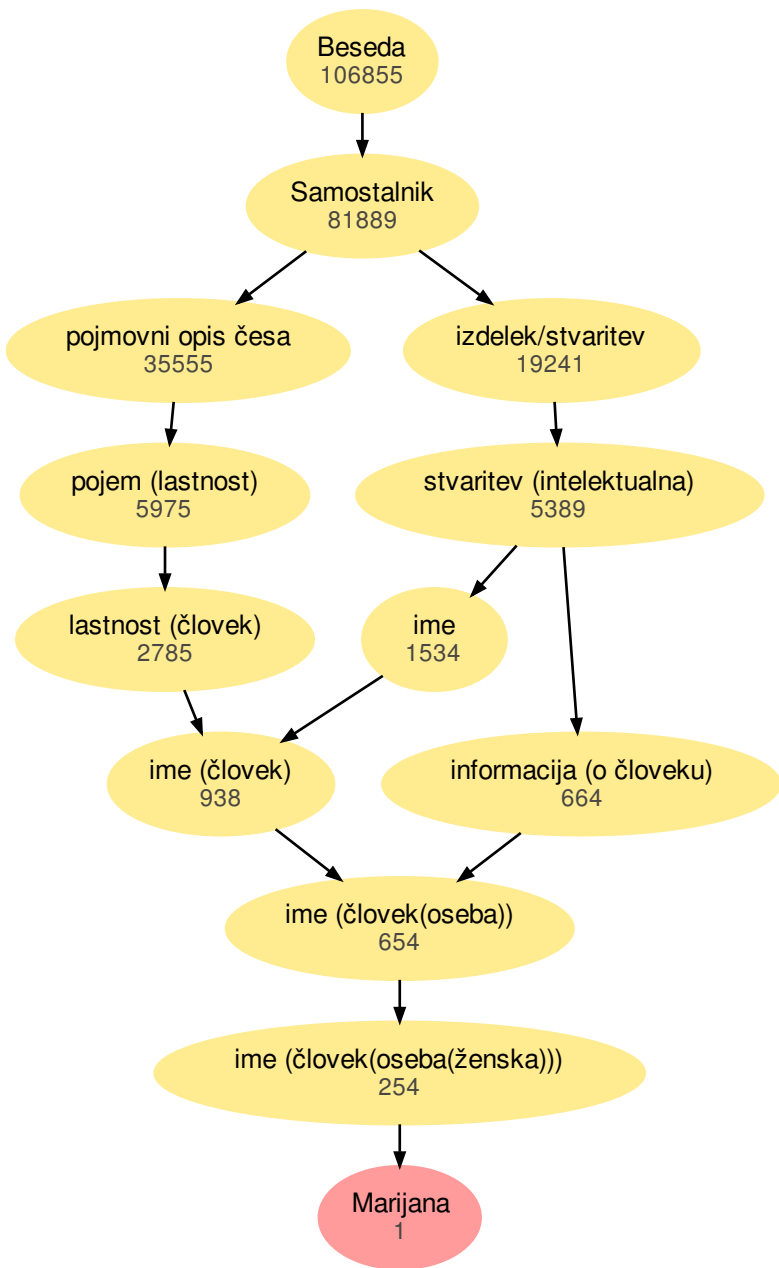 Beseda
106855
Samostalnik
81889
pojmovni opis česa
35555
izdelek/stvaritev
19241
pojem (lastnost)
5975
stvaritev (intelektualna)
5389
lastnost (človek)
2785
ime
1534
ime (človek)
938
informacija (o človeku)
664
ime (človek(oseba))
654
ime (človek(oseba(ženska)))
254
Marijana
1